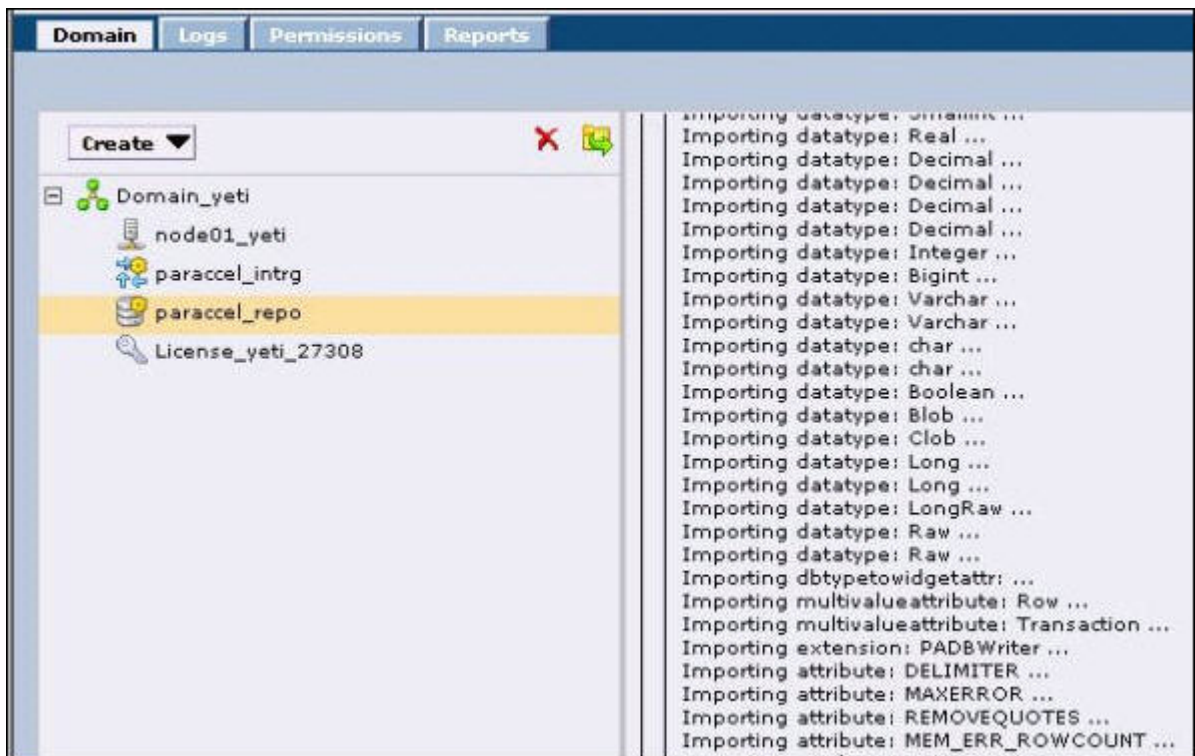 Domain Logs Permissions Reports
Create
Domain_yeti
node01_yeti
paraccel_intrg
paraccel_repo
License_yeti_27308
Importing datatype: Smallint ...
Importing datatype: Real ...
Importing datatype: Decimal ...
Importing datatype: Decimal ...
Importing datatype: Decimal ...
Importing datatype: Decimal ...
Importing datatype: Integer ...
Importing datatype: Bigint ...
Importing datatype: Varchar ...
Importing datatype: Varchar ...
Importing datatype: char ...
Importing datatype: char ...
Importing datatype: Boolean ...
Importing datatype: Blob ...
Importing datatype: Clob ...
Importing datatype: Long ...
Importing datatype: Long ...
Importing datatype: LongRaw ...
Importing datatype: Raw ...
Importing datatype: Raw ...
Importing dbtypetowidgetattr: ...
Importing multivalueattribute: Row ...
Importing multivalueattribute: Transaction ...
Importing extension: PADBWriter ...
Importing attribute: DELIMITER ...
Importing attribute: MAXERROR ...
Importing attribute: REMOVEQUOTES ...
Importing attribute: MEM_ERR_ROWCOUNT ...